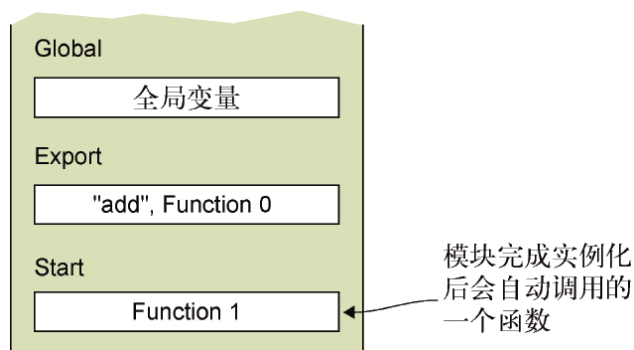 Global
全局变量
Export
"add", Function 0
Start
Function 1
模块完成实例化
后会自动调用的
一个函数